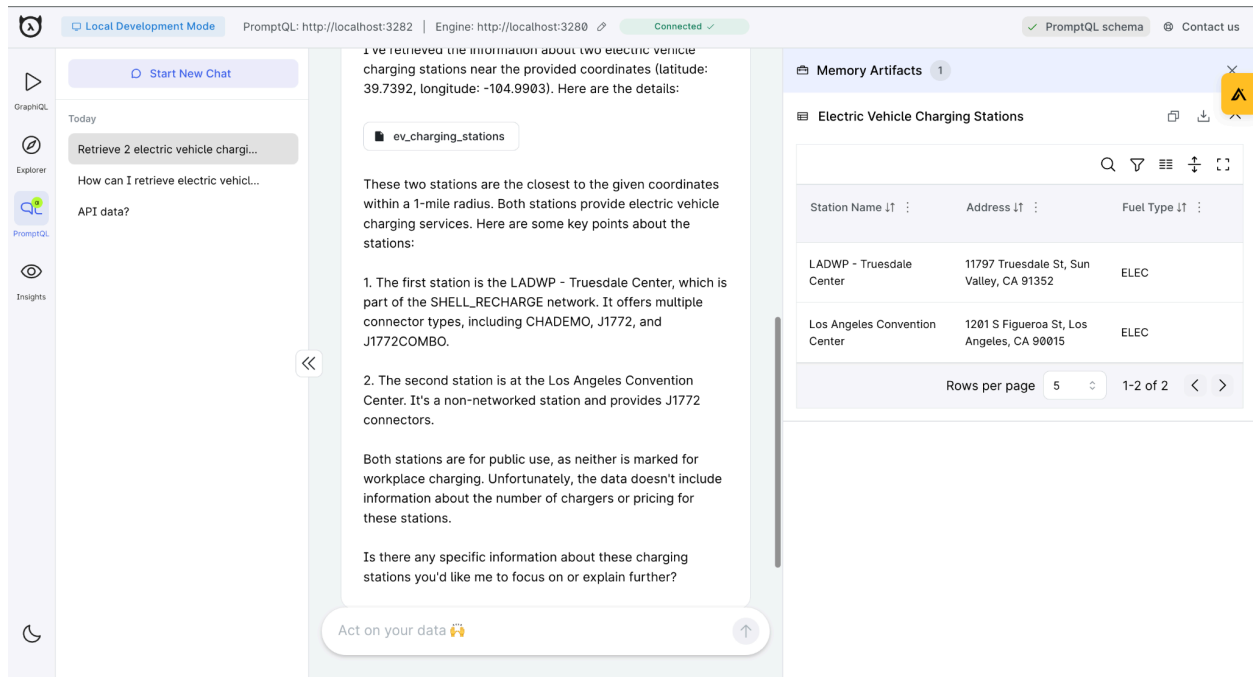 Local Development Mode
PromptQL: http://localhost:3282 | Engine: http://localhost:3280
Connected
PromptQL schema
Contact us
GraphiQL
Explorer
α
PromptQL
Insights
Start New Chat
Today
Retrieve 2 electric vehicle chargi...
How can I retrieve electric vehicl...
API data?
I've retrieved the information about two electric vehicle
charging stations near the provided coordinates (latitude:
39.7392, longitude: -104.9903). Here are the details:
ev_charging_stations
These two stations are the closest to the given coordinates
within a 1-mile radius. Both stations provide electric vehicle
charging services. Here are some key points about the
stations:
1. The first station is the LADWP - Truesdale Center, which is
part of the SHELL_RECHARGE network. It offers multiple
connector types, including CHADEMO, J1772, and
J1772COMBO.
2. The second station is at the Los Angeles Convention
Center. It's a non-networked station and provides J1772
connectors.
Both stations are for public use, as neither is marked for
workplace charging. Unfortunately, the data doesn't include
information about the number of chargers or pricing for
these stations.
Is there any specific information about these charging
stations you'd like me to focus on or explain further?
Act on your data 🙌
Memory Artifacts 1
Electric Vehicle Charging Stations
Station Name Address Fuel Type
LADWP - Truesdale
Center
11797 Truesdale St, Sun
Valley, CA 91352
ELEC
Los Angeles Convention
Center
1201 S Figueroa St, Los
Angeles, CA 90015
ELEC
Rows per page 5 1-2 of 2